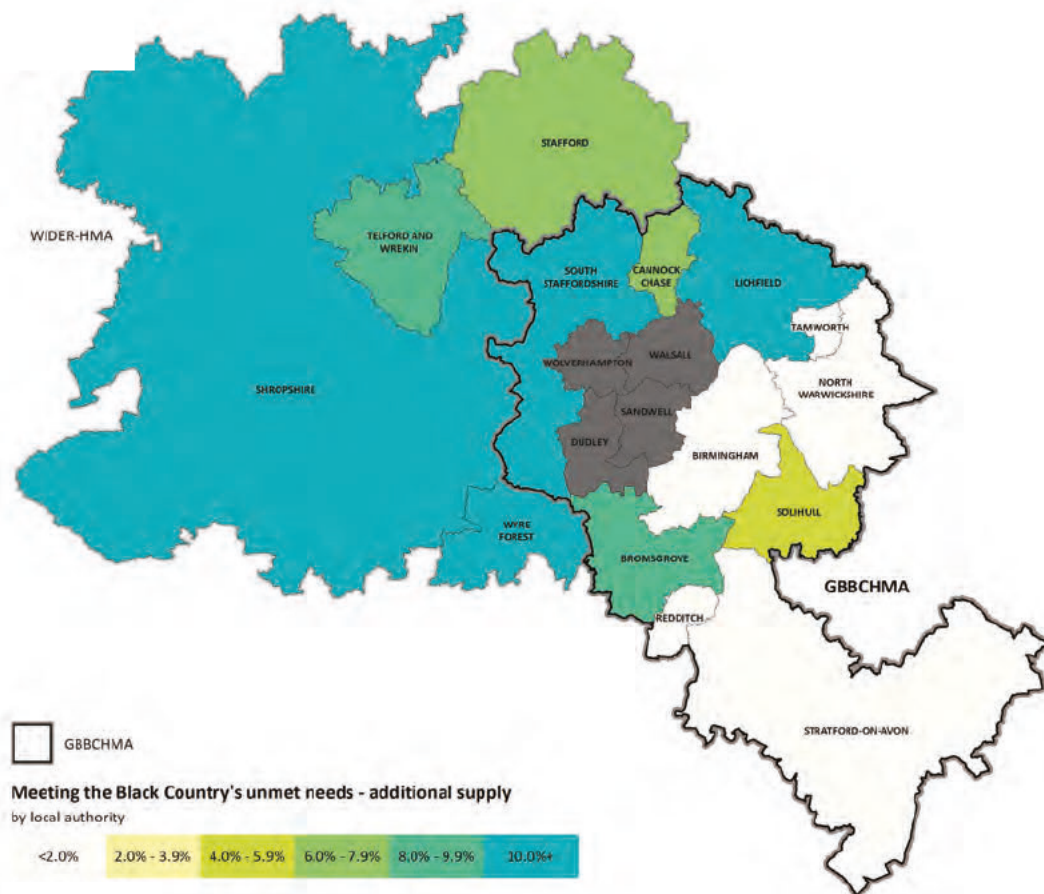 STAFFORD
WIDER-HMA
TELFORD AND
WREKIN
SOUTH
STAFFORDSHIRE
CANNOCK
CHASE
LICHFIELD
TAMWORTH
WOLVERHAMPTON
WALSALL
NORTH
WARWICKSHIRE
SHROPSHIRE
SANDWELL
DUDLEY
BIRMINGHAM
SOLIHULL
WYRE
FOREST
BROMSGROVE
GBBCHMA
REDDITCH
STRATFORD-ON-AVON
GBBCHMA
Meeting the Black Country's unmet needs - additional supply
by local authority
<2.0% 2.0% - 3.9% 4.0% - 5.9% 6.0% - 7.9% 8.0% - 9.9% 10.0%+